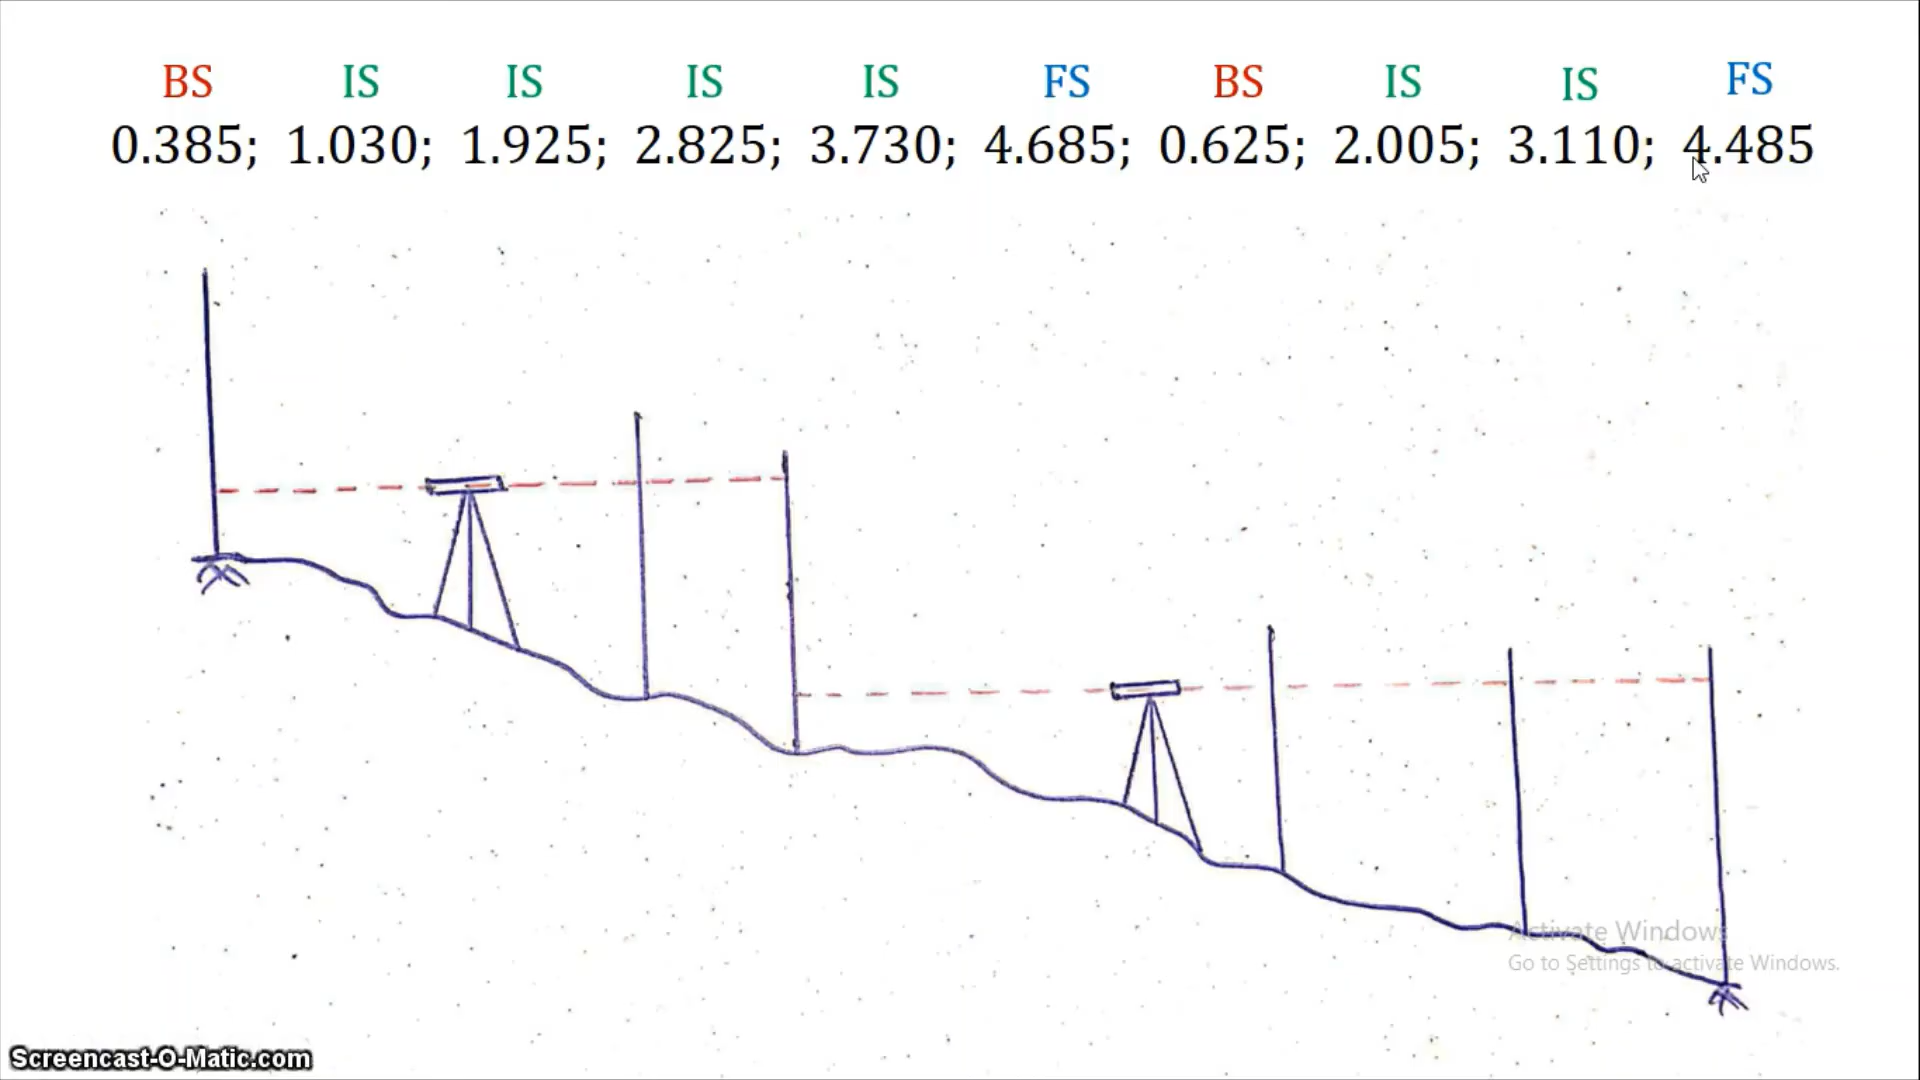 BS IS IS IS IS FS BS IS IS FS
0.385; 1.030; 1.925; 2.825; 3.730; 4.685; 0.625; 2.005; 3.110; 4.485
Activate Windows
Go to Settings to activate Windows.
Screencast-O-Matic.com